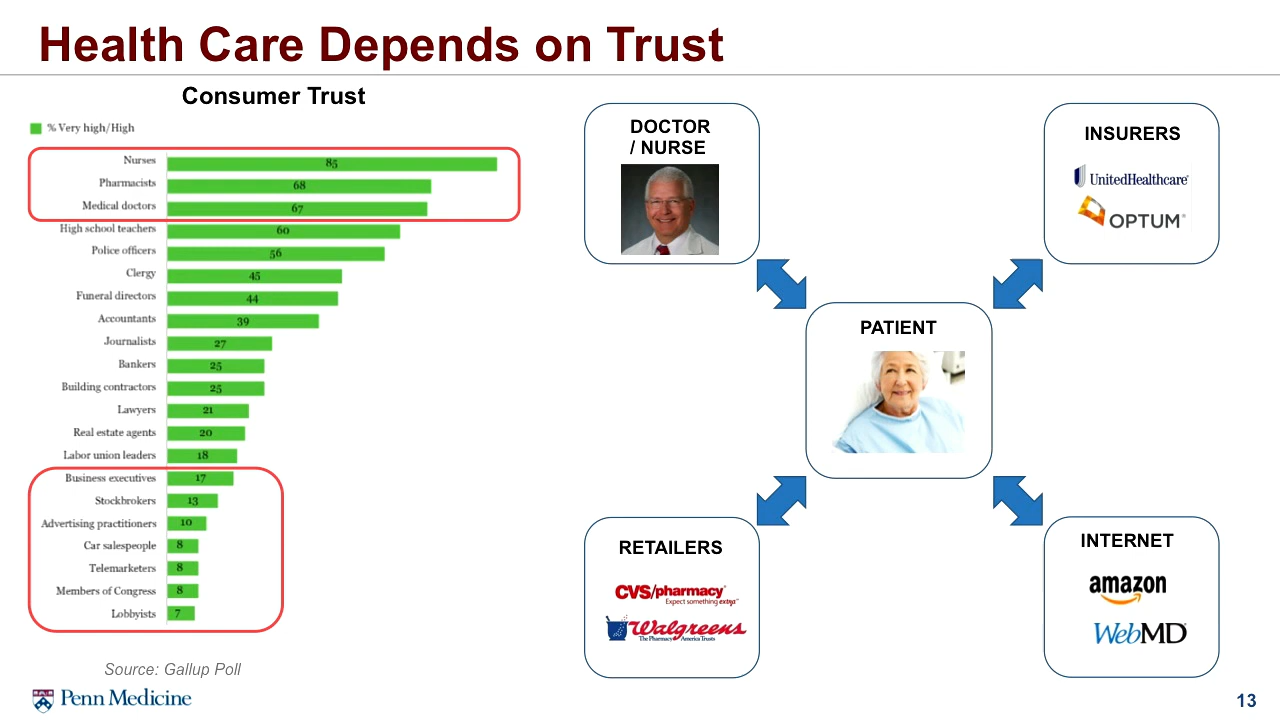 Health Care Depends on Trust
Consumer Trust
% Very high/High
Nurses 85
Pharmacists 68
Medical doctors 67
High school teachers 60
Police officers 56
Clergy 45
Funeral directors 44
Accountants 39
Journalists 27
Bankers 25
Building contractors 25
Lawyers 21
Real estate agents 20
Labor union leaders 18
Business executives 17
Stockbrokers 13
Advertising practitioners 10
Car salespeople 8
Telemarketers 8
Members of Congress 8
Lobbyists 7
Source: Gallup Poll
DOCTOR
/ NURSE
INSURERS
UnitedHealthcare®
OPTUM®
PATIENT
RETAILERS
CVS/pharmacy®
Expect something extra™
Walgreens
The Pharmacy America Trusts
INTERNET
amazon
WebMD
Penn Medicine
13